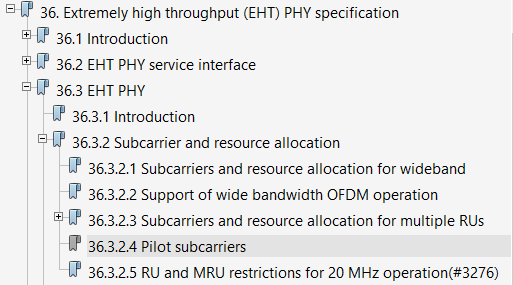 36. Extremely high throughput (EHT) PHY specification
36.1 Introduction
36.2 EHT PHY service interface
36.3 EHT PHY
36.3.1 Introduction
36.3.2 Subcarrier and resource allocation
36.3.2.1 Subcarriers and resource allocation for wideband
36.3.2.2 Support of wide bandwidth OFDM operation
36.3.2.3 Subcarriers and resource allocation for multiple RUs
36.3.2.4 Pilot subcarriers
36.3.2.5 RU and MRU restrictions for 20 MHz operation(#3276)